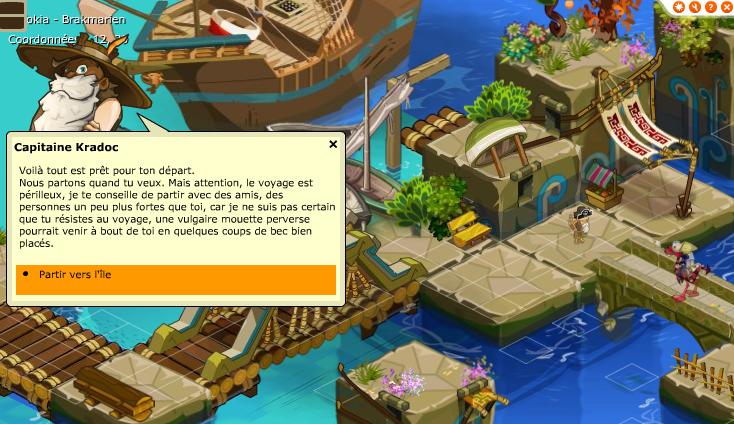 okia - Brakmarien
Coordonnées
Capitaine Kradoc
Voilà tout est prêt pour ton départ.
Nous partons quand tu veux. Mais attention, le voyage est
périlleux, je te conseille de partir avec des amis, des
personnes un peu plus fortes que toi, car je ne suis pas certain
que tu résistes au voyage, une vulgaire mouette perverse
pourrait venir à bout de toi en quelques coups de bec bien
placés.
• Partir vers l'île